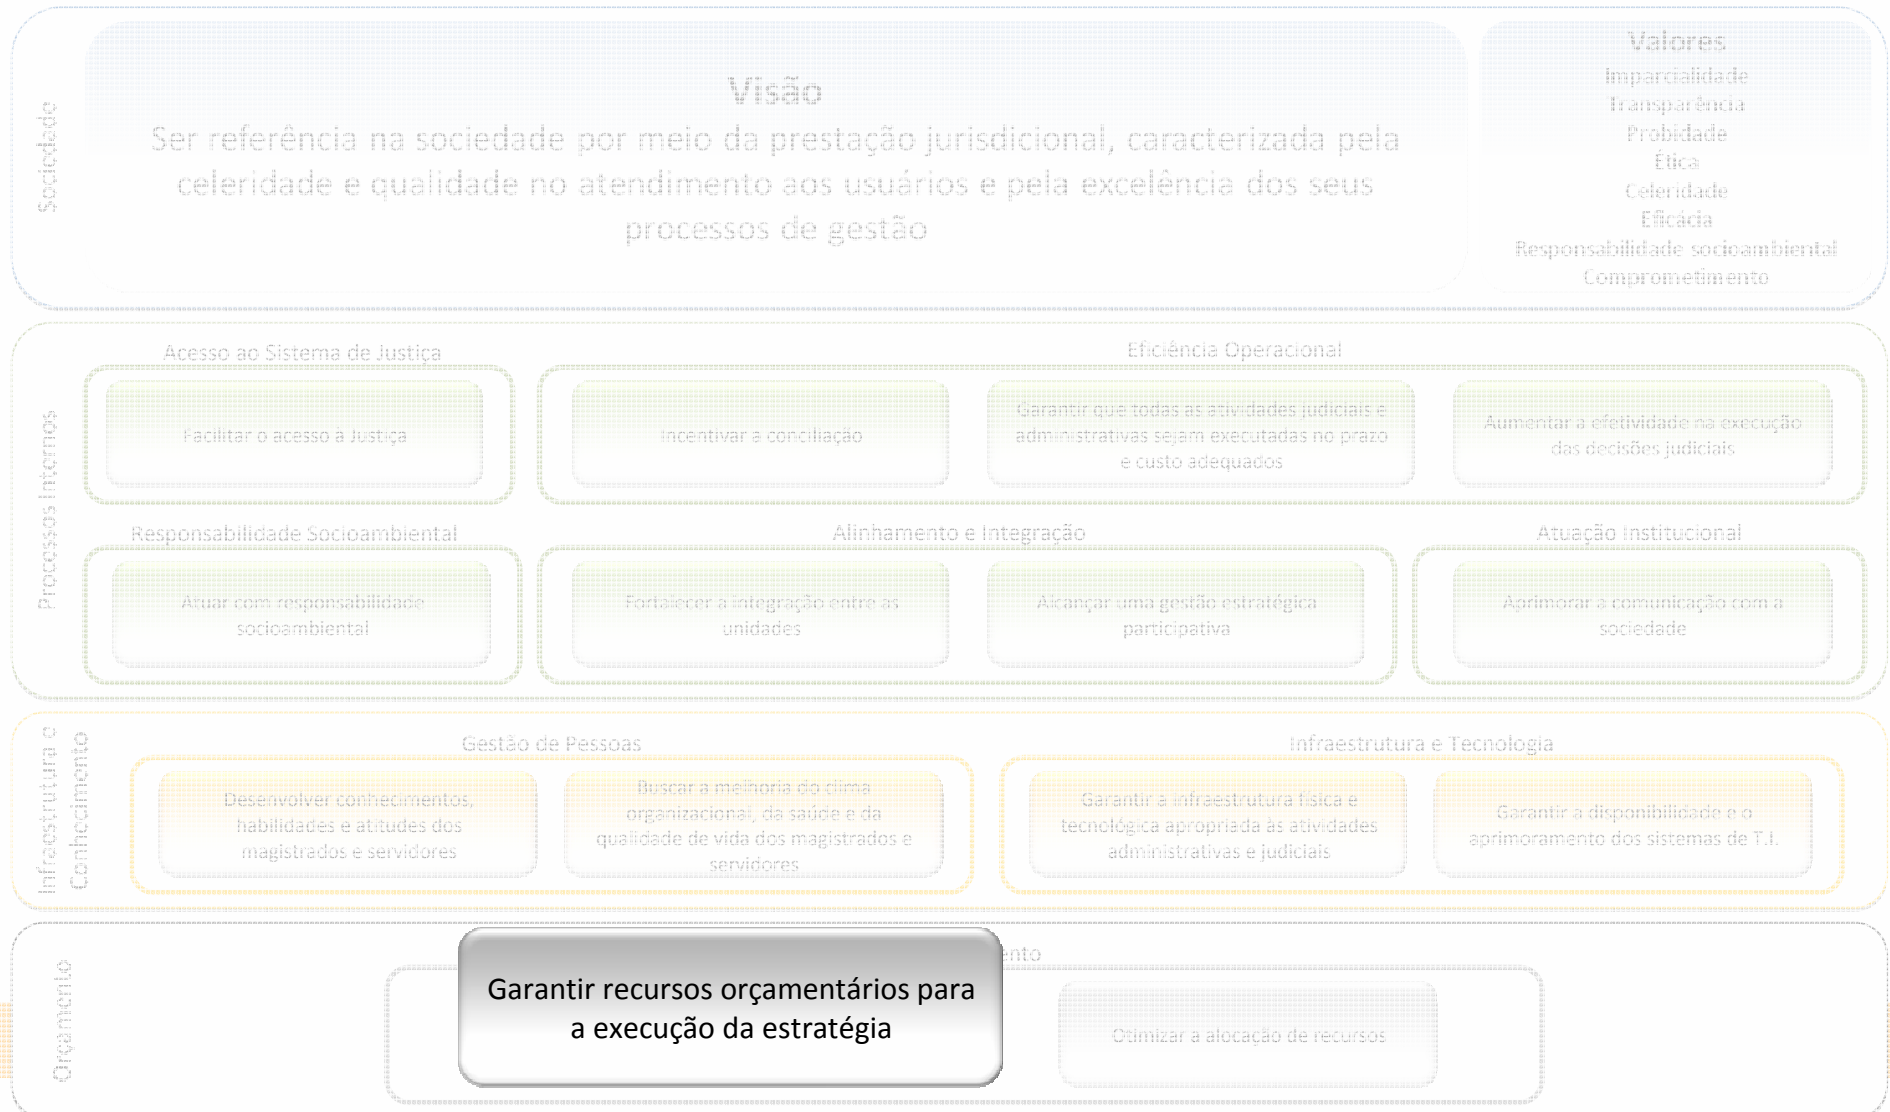 Sociedade
Visão
Ser referência na sociedade por meio da prestação jurisdicional, caracterizada pela
celeridade e qualidade no atendimento aos usuários e pela excelência dos seus
processos de gestão
Valores
Imparcialidade
Transparência
Probidade
Ética
Celeridade
Eficácia
Responsabilidade socioambiental
Comprometimento
Processos Internos
Acesso ao Sistema de Justiça
Facilitar o acesso à Justiça
Eficiência Operacional
Incentivar a conciliação
Garantir que todas as atividades judiciais e
administrativas sejam executadas no prazo
e custo adequados
Aumentar a efetividade na execução
das decisões judiciais
Responsabilidade Socioambiental
Atuar com responsabilidade
socioambiental
Alinhamento e Integração
Fortalecer a integração entre as
unidades
Alcançar uma gestão estratégica
participativa
Atuação Institucional
Aprimorar a comunicação com a
sociedade
Infraestrutura e
Conhecimento
Gestão de Pessoas
Desenvolver conhecimentos,
habilidades e atitudes dos
magistrados e servidores
Buscar a melhoria do clima
organizacional, da saúde e da
qualidade de vida dos magistrados e
servidores
Infraestrutura e Tecnologia
Garantir a infraestrutura física e
tecnológica apropriada às atividades
administrativas e judiciais
Garantir a disponibilidade e o
aprimoramento dos sistemas de T.I.
Orçamento
ento
Garantir recursos orçamentários para
a execução da estratégia
Otimizar a alocação de recursos